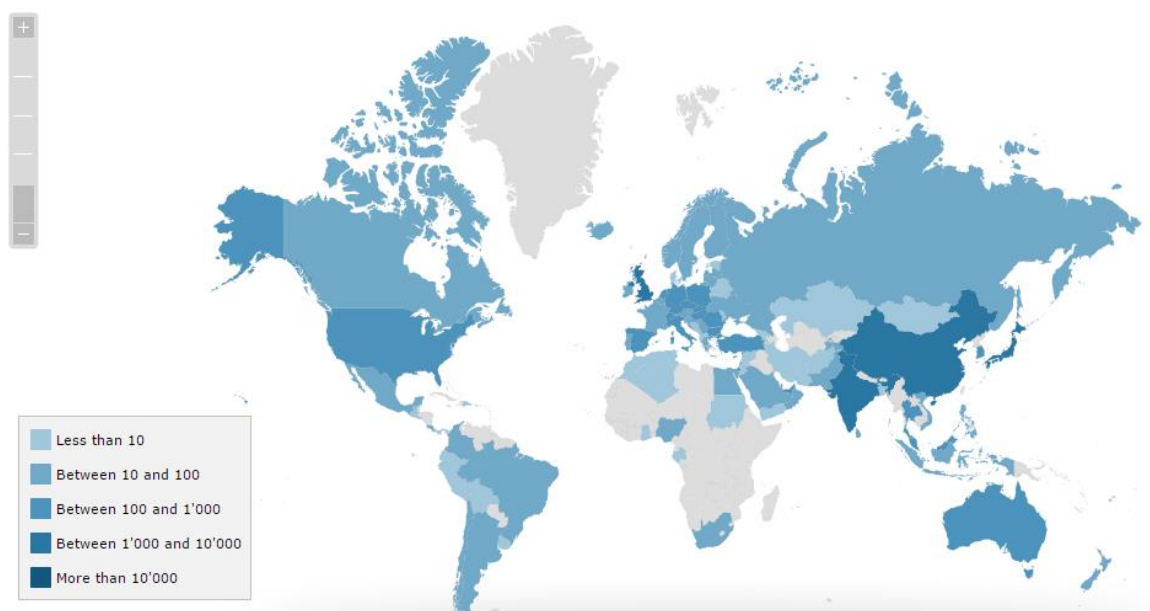 +
−
Less than 10
Between 10 and 100
Between 100 and 1'000
Between 1'000 and 10'000
More than 10'000